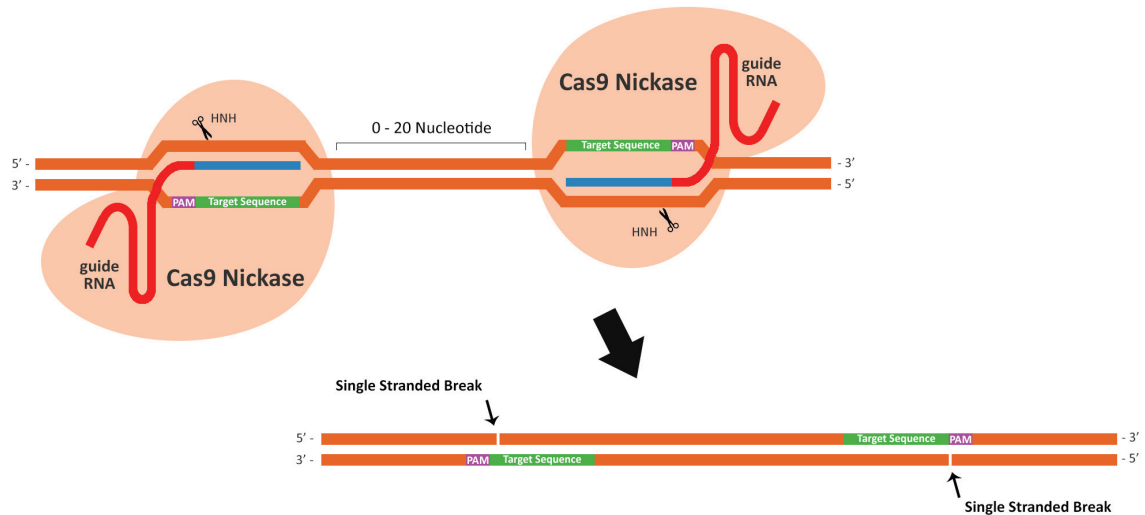 Cas9 Nickase
guide
RNA
HNH
0 - 20 Nucleotide
Target Sequence
PAM
5' -
- 3'
3' -
- 5'
PAM
Target Sequence
HNH
guide
RNA
Cas9 Nickase
Single Stranded Break
5' -
Target Sequence
PAM
- 3'
3' -
PAM
Target Sequence
- 5'
Single Stranded Break